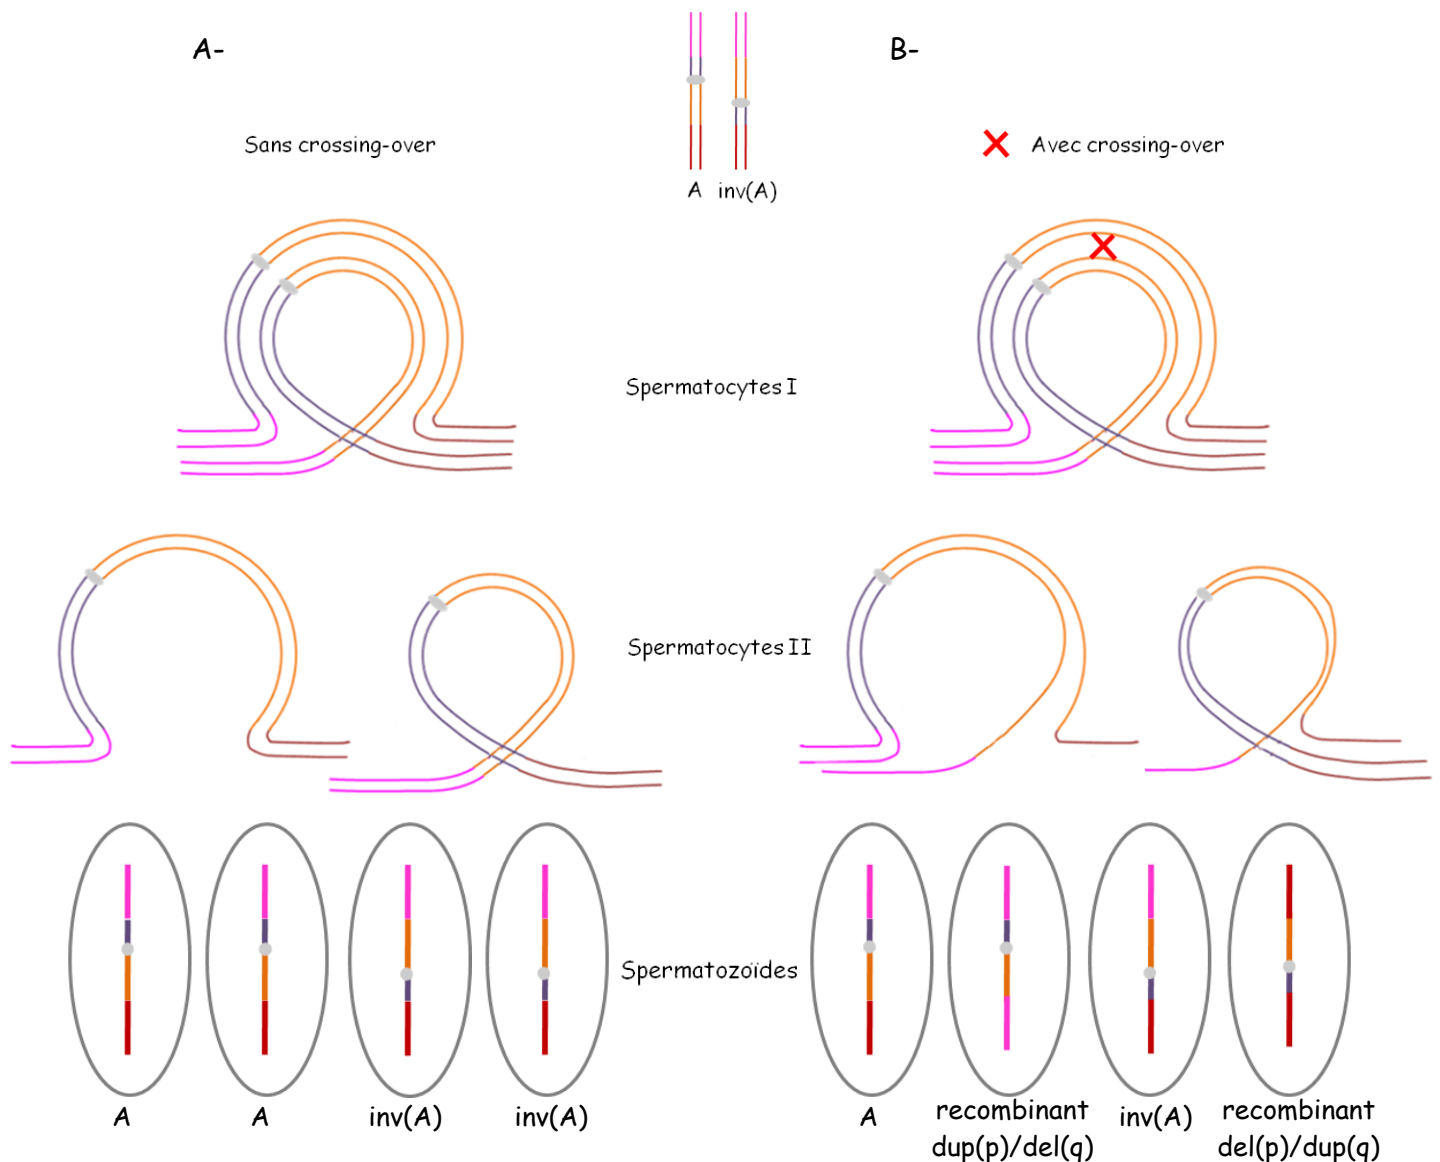 A-
B-
Sans crossing-over
Avec crossing-over
A inv(A)
Spermatocytes I
Spermatocytes II
Spermatozoïdes
A
A
inv(A)
inv(A)
A
recombinant
dup(p)/del(q)
inv(A)
recombinant
del(p)/dup(q)